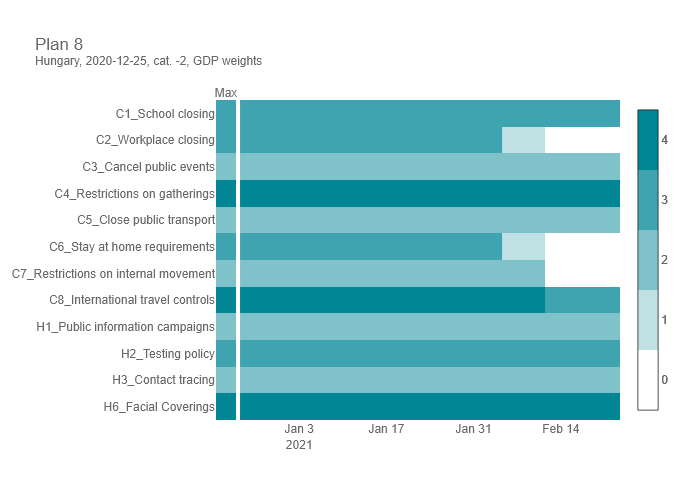 Plan 8
Hungary, 2020-12-25, cat. -2, GDP weights
Max
C1_School closing
C2_Workplace closing
C3_Cancel public events
C4_Restrictions on gatherings
C5_Close public transport
C6_Stay at home requirements
C7_Restrictions on internal movement
C8_International travel controls
H1_Public information campaigns
H2_Testing policy
H3_Contact tracing
H6_Facial Coverings
4
3
2
1
0
Jan 3 Jan 17 Jan 31 Feb 14
2021